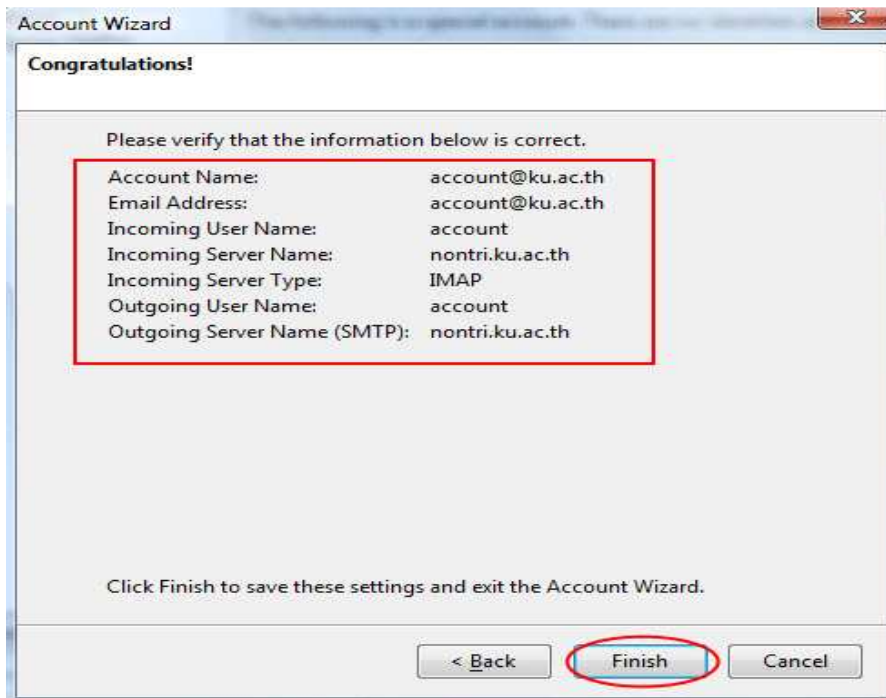 Account Wizard
Congratulations!
Please verify that the information below is correct.
Account Name: account@ku.ac.th
Email Address: account@ku.ac.th
Incoming User Name: account
Incoming Server Name: nontri.ku.ac.th
Incoming Server Type: IMAP
Outgoing User Name: account
Outgoing Server Name (SMTP): nontri.ku.ac.th
Click Finish to save these settings and exit the Account Wizard.
< Back Finish Cancel